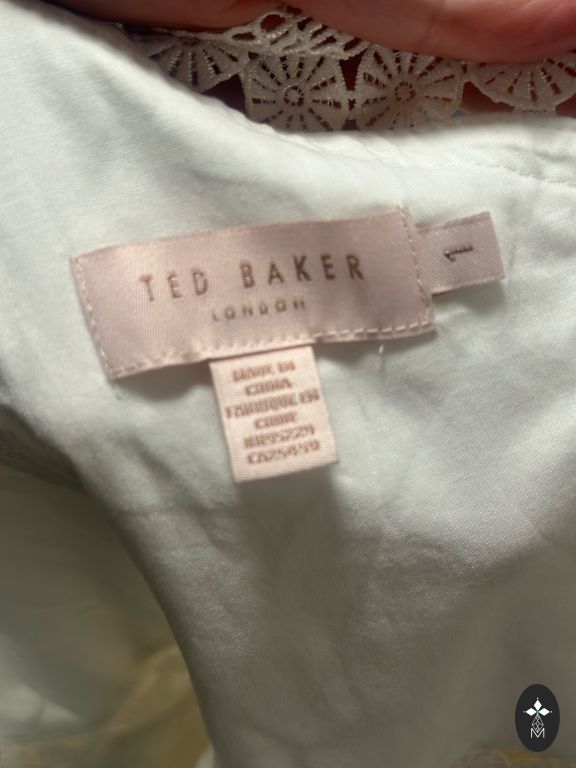 TED BAKER
LONDON
1
MADE IN
CHINA
FABRIQUE EN
CHINE
M